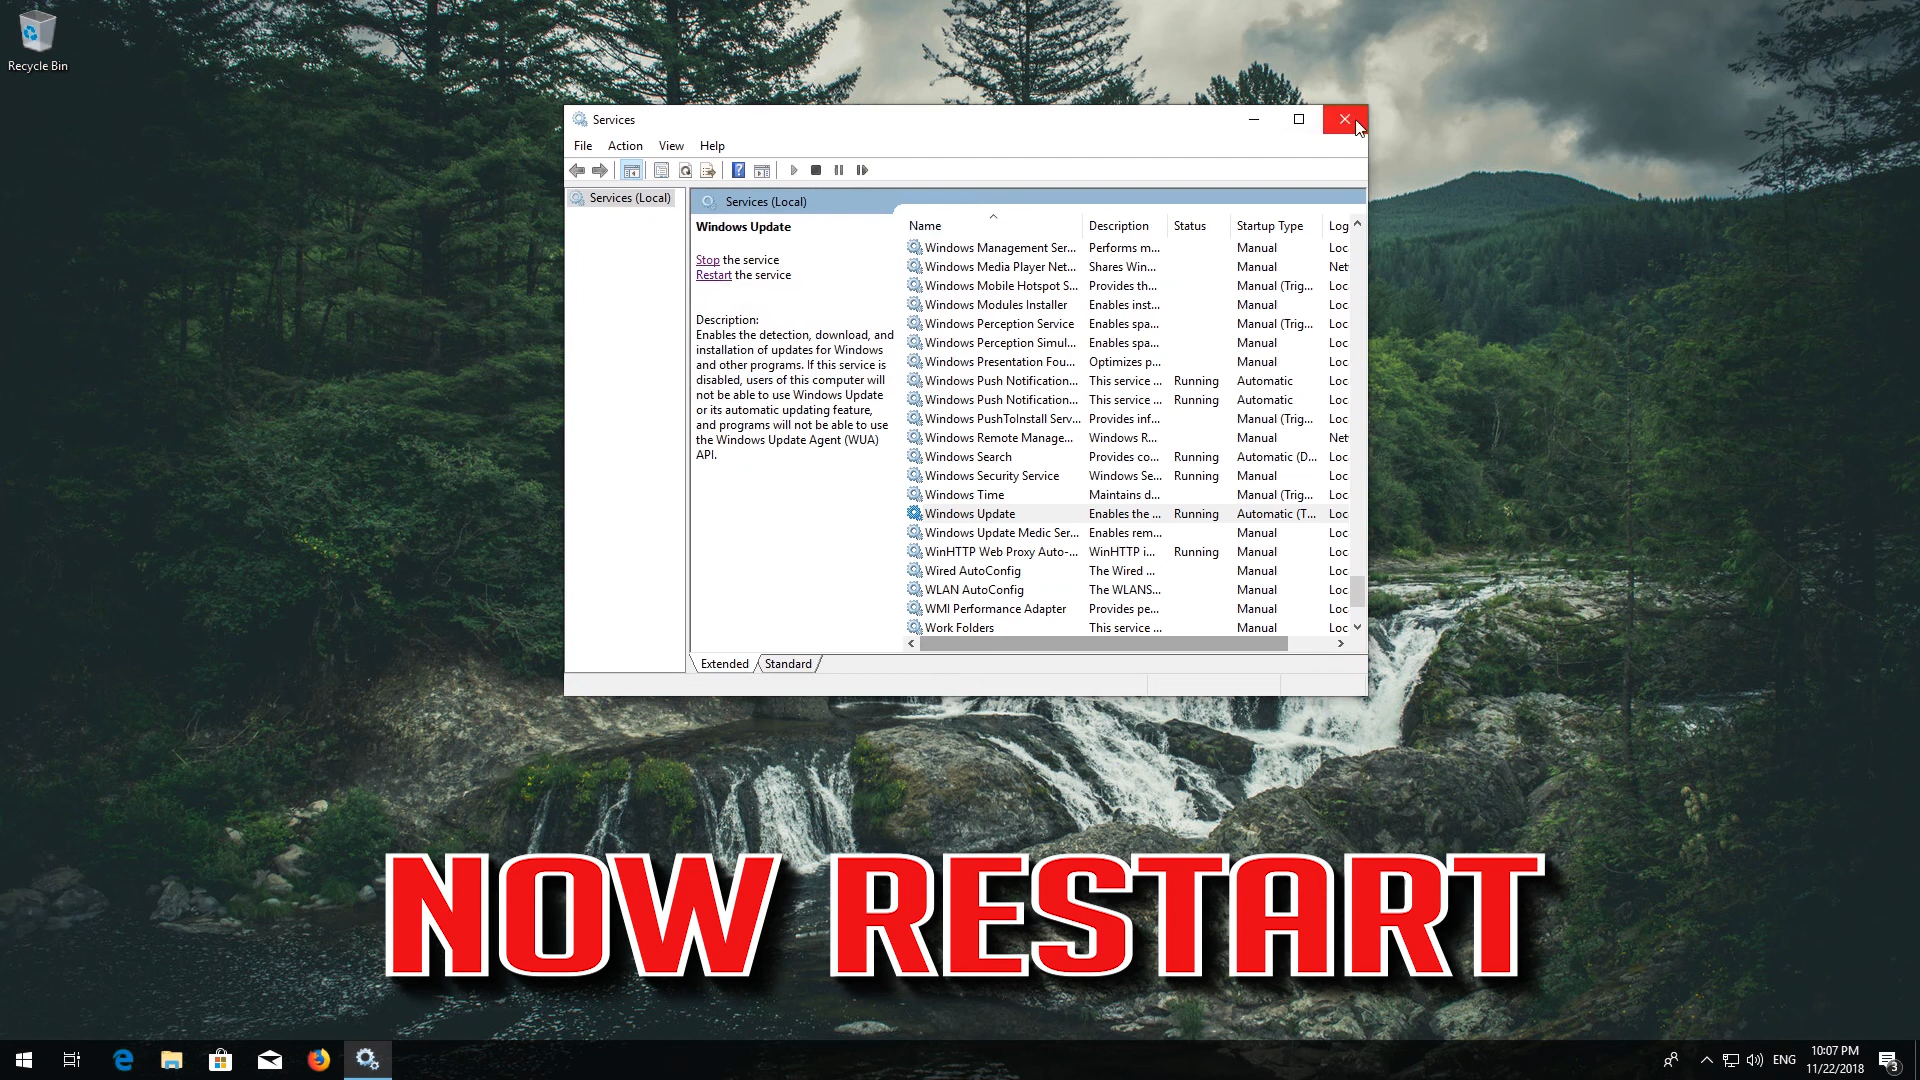 Recycle Bin
Services
File Action View Help
Services (Local)
Services (Local)
Windows Update
Stop the service
Restart the service
Description:
Enables the detection, download, and
installation of updates for Windows
and other programs. If this service is
disabled, users of this computer will
not be able to use Windows Update
or its automatic updating feature,
and programs will not be able to use
the Windows Update Agent (WUA)
API.
Name Description Status Startup Type Log
Windows Management Ser... Performs m... Manual Loc
Windows Media Player Net... Shares Win... Manual Net
Windows Mobile Hotspot S... Provides th... Manual (Trig... Loc
Windows Modules Installer Enables inst... Manual Loc
Windows Perception Service Enables spa... Manual (Trig... Loc
Windows Perception Simul... Enables spa... Manual Loc
Windows Presentation Fou... Optimizes p... Manual Loc
Windows Push Notification... This service ... Running Automatic Loc
Windows Push Notification... This service ... Running Automatic Loc
Windows PushToInstall Serv... Provides inf... Manual (Trig... Loc
Windows Remote Manage... Windows R... Manual Net
Windows Search Provides co... Running Automatic (D... Loc
Windows Security Service Windows Se... Running Manual Loc
Windows Time Maintains d... Manual (Trig... Loc
Windows Update Enables the ... Running Automatic (T... Loc
Windows Update Medic Ser... Enables rem... Manual Loc
WinHTTP Web Proxy Auto-... WinHTTP i... Running Manual Loc
Wired AutoConfig The Wired ... Manual Loc
WLAN AutoConfig The WLANS... Manual Loc
WMI Performance Adapter Provides pe... Manual Loc
Work Folders This service ... Manual Loc
Extended Standard
NOW RESTART
ENG
10:07 PM
11/22/2018
3